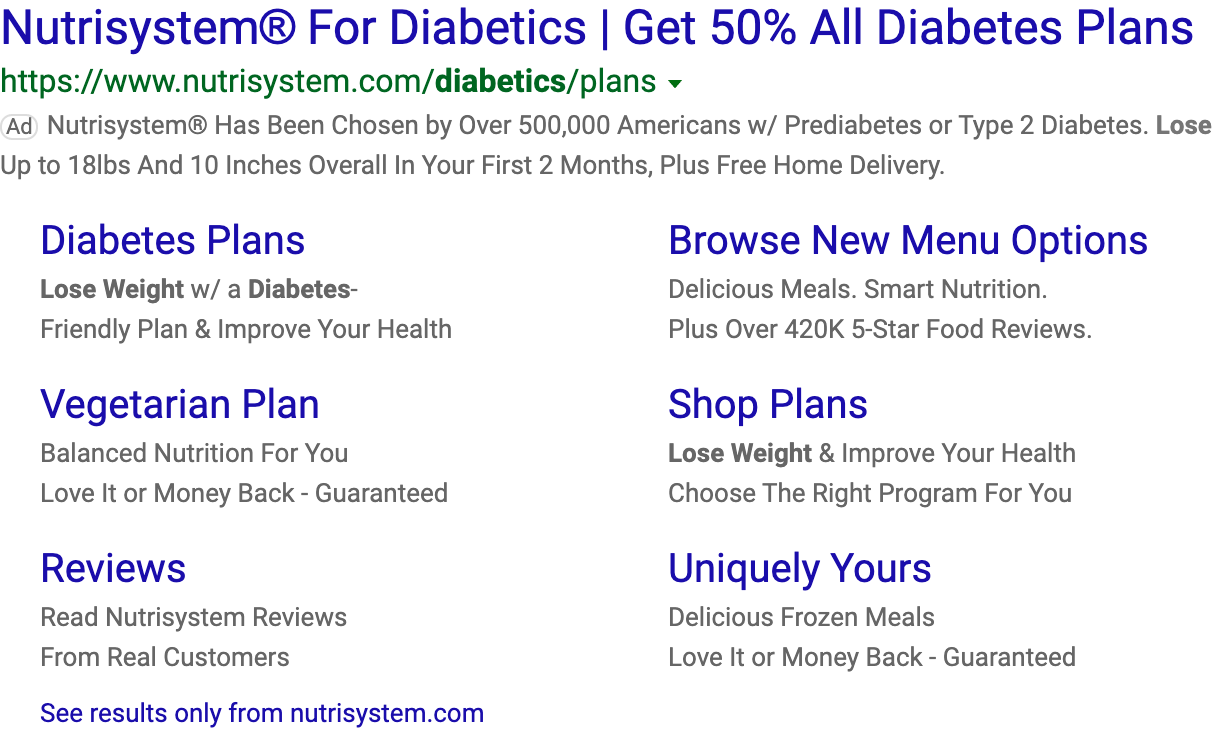 Nutrisystem® For Diabetics | Get 50% All Diabetes Plans
https://www.nutrisystem.com/diabetics/plans
Ad Nutrisystem® Has Been Chosen by Over 500,000 Americans w/ Prediabetes or Type 2 Diabetes. Lose
Up to 18lbs And 10 Inches Overall In Your First 2 Months, Plus Free Home Delivery.
Diabetes Plans
Lose Weight w/ a Diabetes-
Friendly Plan & Improve Your Health
Browse New Menu Options
Delicious Meals. Smart Nutrition.
Plus Over 420K 5-Star Food Reviews.
Vegetarian Plan
Balanced Nutrition For You
Love It or Money Back - Guaranteed
Shop Plans
Lose Weight & Improve Your Health
Choose The Right Program For You
Reviews
Read Nutrisystem Reviews
From Real Customers
Uniquely Yours
Delicious Frozen Meals
Love It or Money Back - Guaranteed
See results only from nutrisystem.com